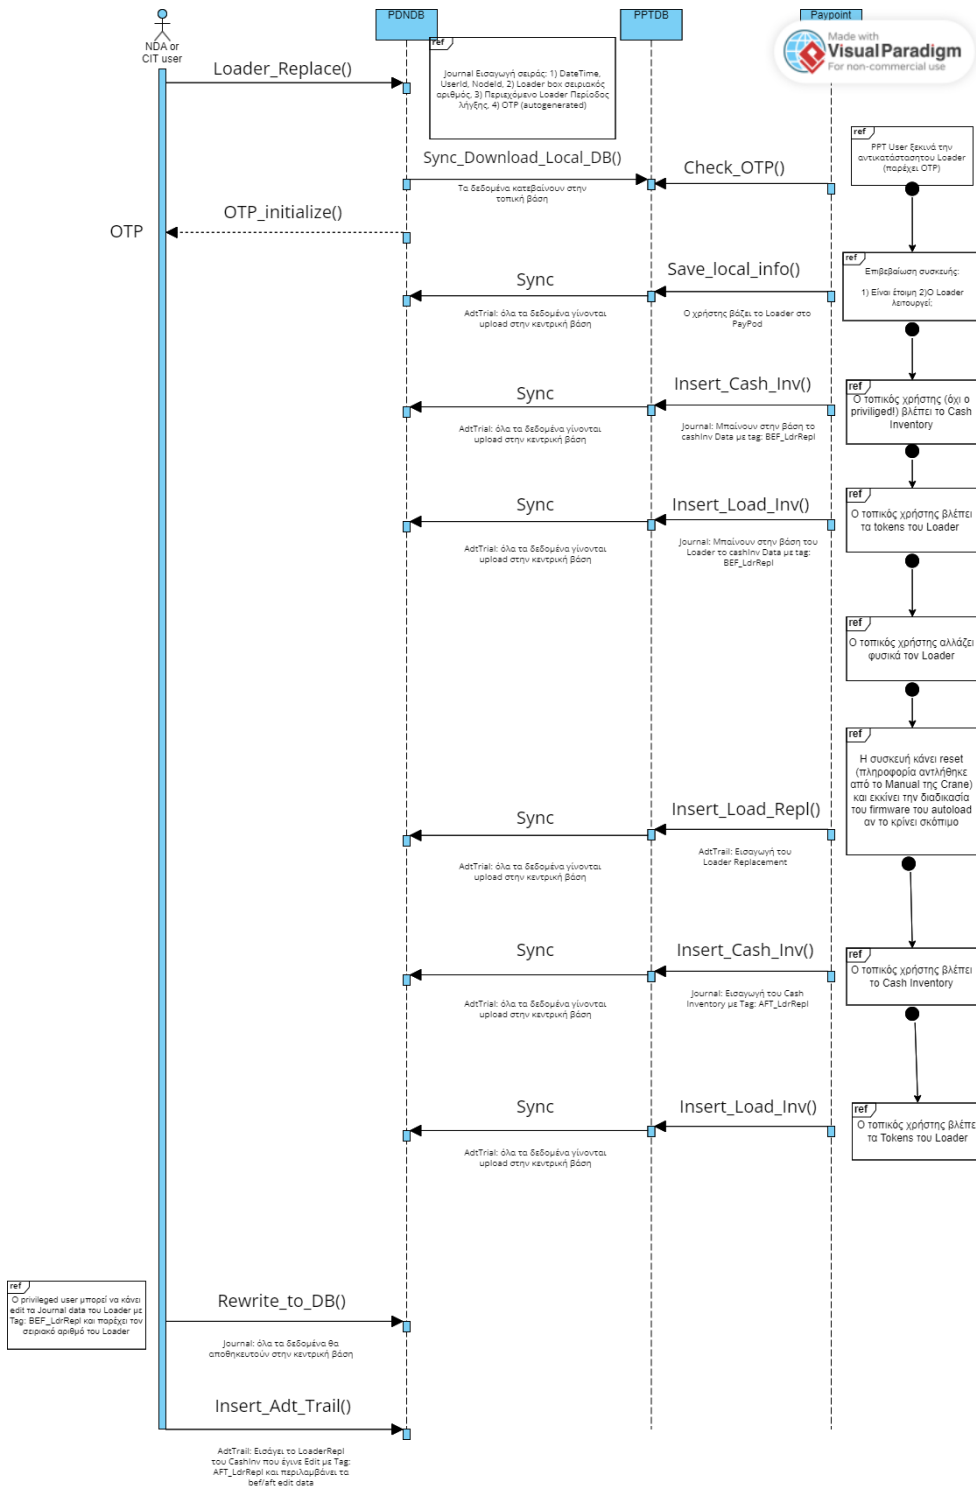 PDNDB
PPTDB
Paypoint
Made with
Visual Paradigm
For non-commercial use
NDA or
CIT user
Loader_Replace()
ref
Journal Εισαγωγή σειράς: 1) DateTime,
UserId, NodeId, 2) Loader box σειριακός
αριθμός, 3) Περιεχόμενο Loader Περίοδος
λήξης, 4) OTP (autogenerated)
ref
PPT User ξεκινά την
αντικατάστασητου Loader
(παρέχει OTP)
Sync_Download_Local_DB()
Τα δεδομένα κατεβαίνουν στην
τοπική βάση
Check_OTP()
OTP
OTP_initialize()
ref
Επιβεβαίωση συσκευής:
1) Είναι έτοιμη 2)Ο Loader
λειτουργεί;
Sync
AdtTrial: όλα τα δεδομένα γίνονται
upload στην κεντρική βάση
Save_local_info()
Ο χρήστης βάζει το Loader στο
PayPod
Sync
AdtTrial: όλα τα δεδομένα γίνονται
upload στην κεντρική βάση
Insert_Cash_Inv()
Journal: Μπαίνουν στην βάση το
cashInv Data με tag: BEF_LdrRepl
ref
Ο τοπικός χρήστης (όχι ο
priviliged!) βλέπει το Cash
Inventory
Sync
AdtTrial: όλα τα δεδομένα γίνονται
upload στην κεντρική βάση
Insert_Load_Inv()
Journal: Μπαίνουν στην βάση του
Loader το cashInv Data με tag:
BEF_LdrRepl
ref
Ο τοπικός χρήστης βλέπει
τα tokens του Loader
ref
Ο τοπικός χρήστης αλλάζει
φυσικά τον Loader
ref
Η συσκευή κάνει reset
(πληροφορία αντλήθηκε
από το Manual της Crane)
και εκκίνει την διαδικασία
του firmware του autoload
αν το κρίνει σκόπιμο
Sync
AdtTrial: όλα τα δεδομένα γίνονται
upload στην κεντρική βάση
Insert_Load_Repl()
AdtTrail: Εισαγωγή του
Loader Replacement
Sync
AdtTrial: όλα τα δεδομένα γίνονται
upload στην κεντρική βάση
Insert_Cash_Inv()
Journal: Εισαγωγή του Cash
Inventory με Tag: AFT_LdrRepl
ref
Ο τοπικός χρήστης βλέπει
το Cash Inventory
Sync
AdtTrial: όλα τα δεδομένα γίνονται
upload στην κεντρική βάση
Insert_Load_Inv()
ref
Ο τοπικός χρήστης βλέπε
τα Tokens του Loader
ref
Ο privileged user μπορεί να κάνει
edit τα Journal data του Loader με
Tag: BEF_LdrRepl και παρέχει τον
σειριακό αριθμό του Loader
Rewrite_to_DB()
Journal: όλα τα δεδομένα θα
αποθηκευτούν στην κεντρική βάση
Insert_Adt_Trail()
AdtTrail: Εισάγει το LoaderRepl
του CashInv που έγινε Edit με Tag:
AFT_LdrRepl και περιλαμβάνει τα
bef/aft edit data